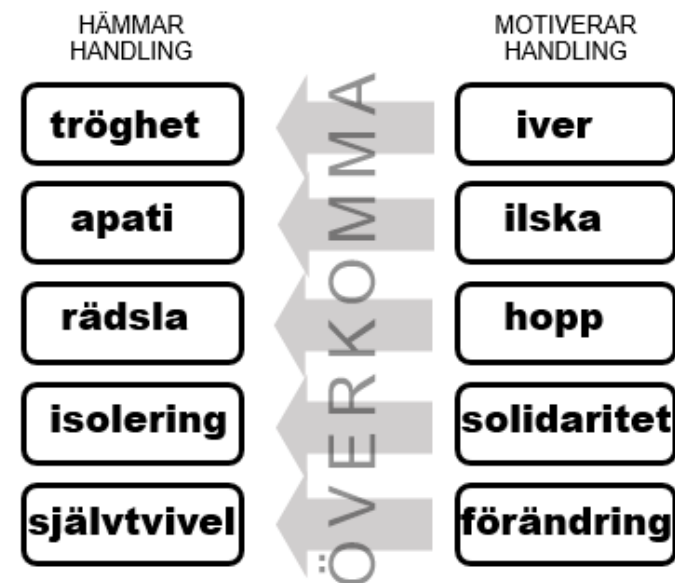 HÄMMAR
HANDLING
MOTIVERAR
HANDLING
tröghet
iver
apati
ilska
rädsla
hopp
isolering
solidaritet
självtvivel
förändring
ÖVERKOMMA